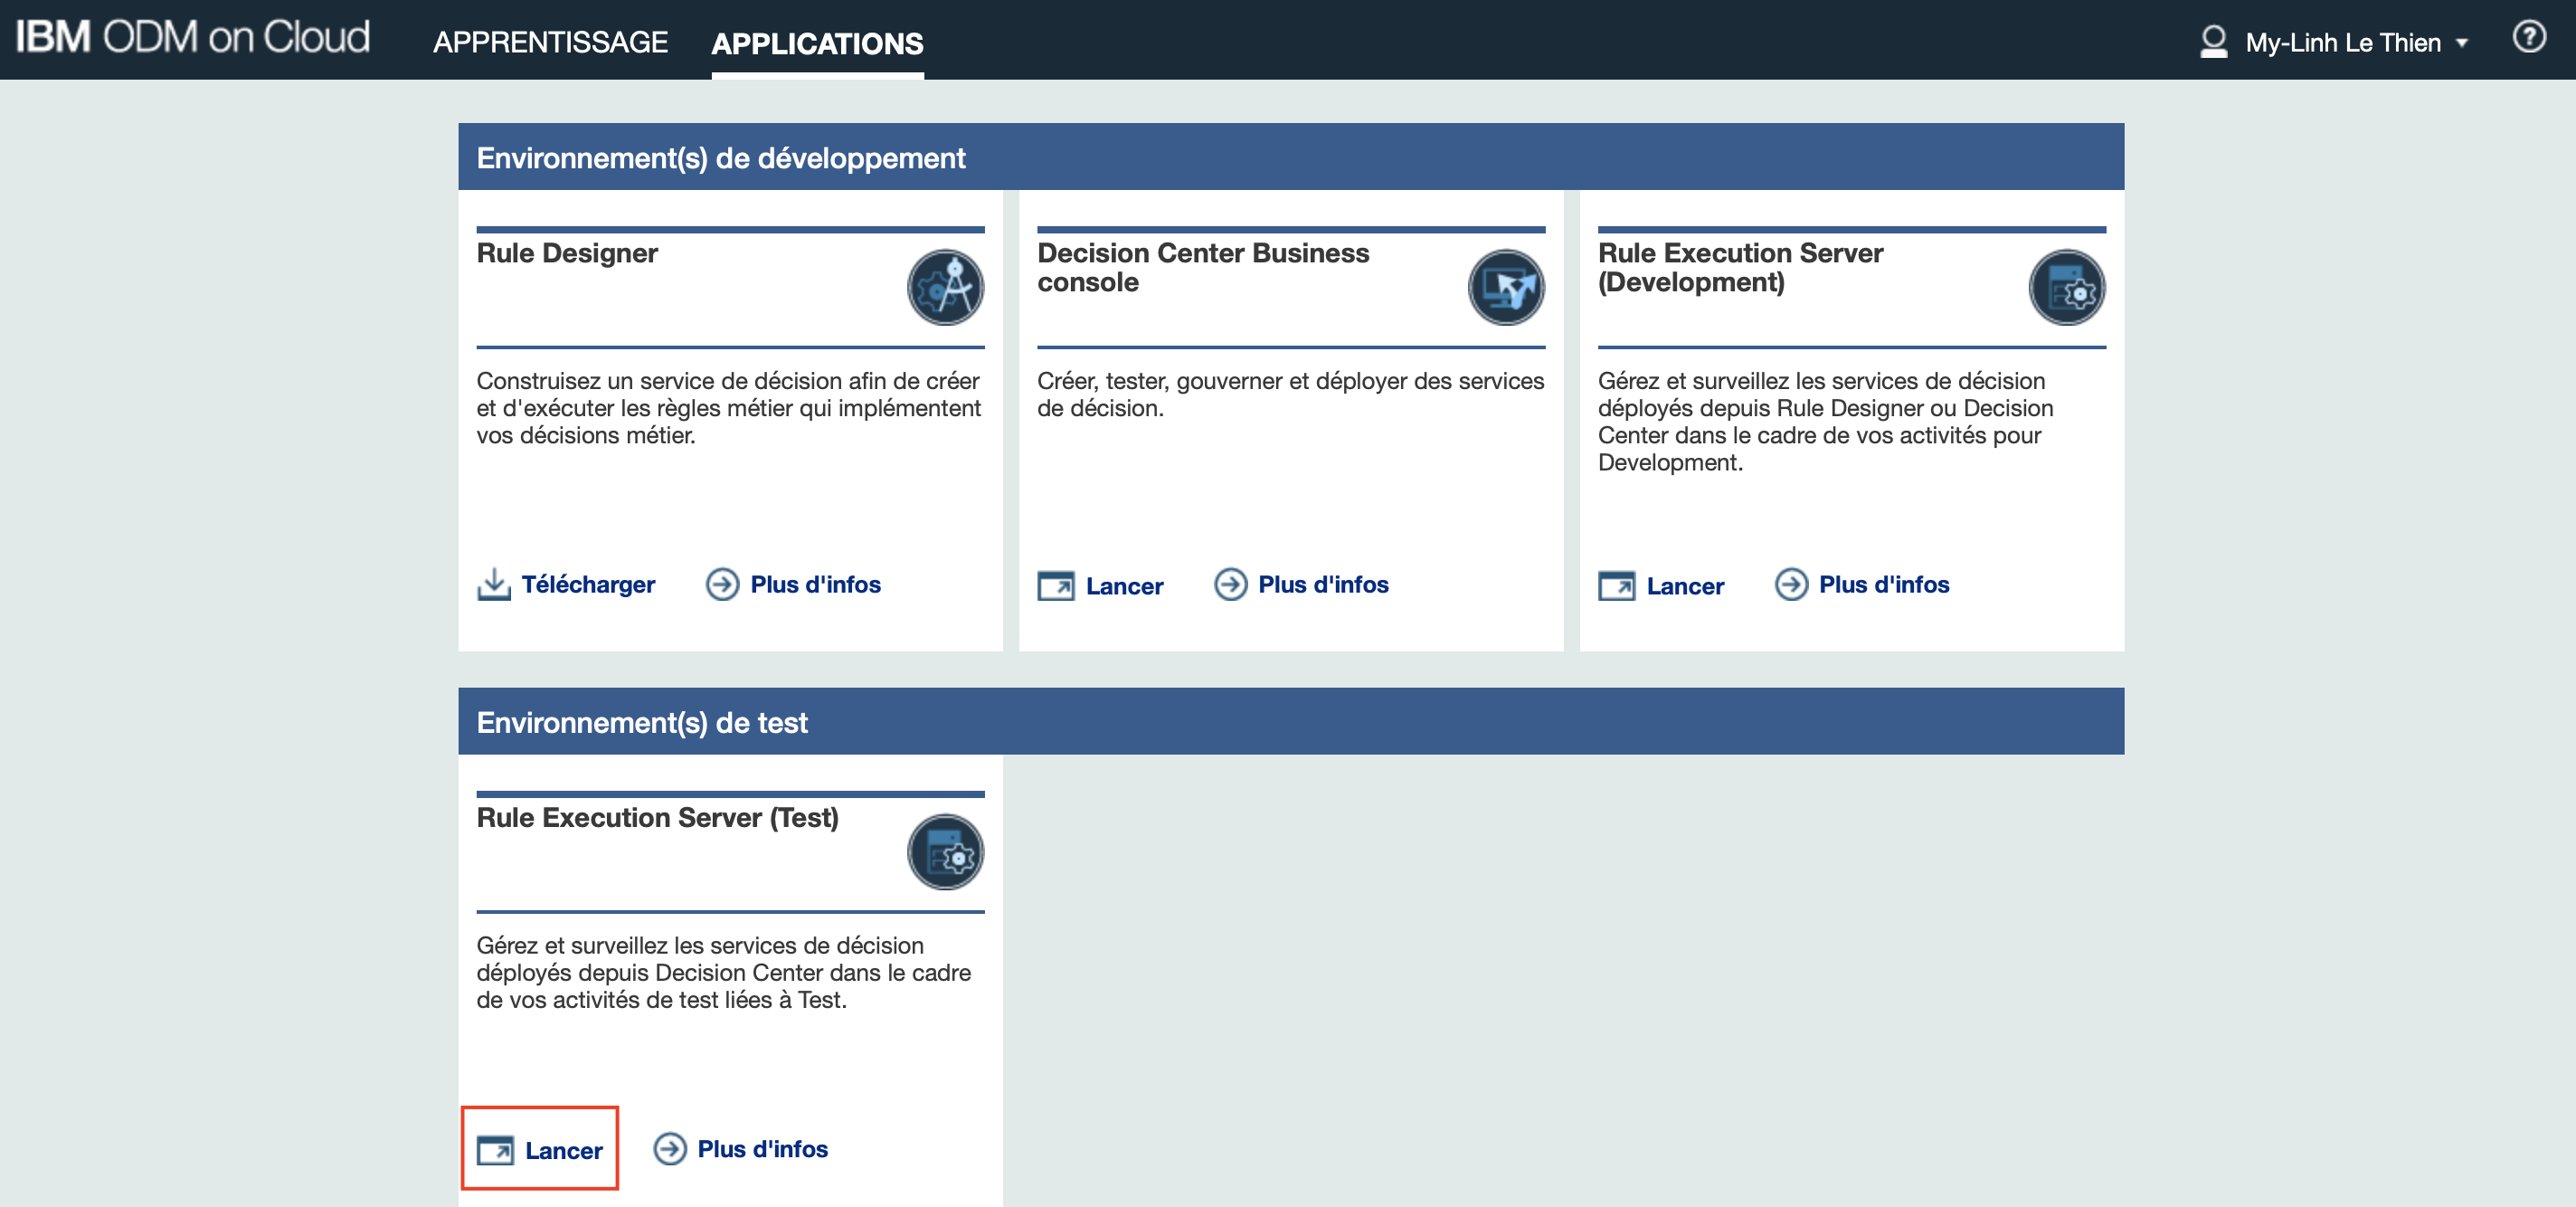 IBM ODM on Cloud
APPRENTISSAGE
APPLICATIONS
My-Linh Le Thien
?
Environnement(s) de développement
Rule Designer
Construisez un service de décision afin de créer
et d'exécuter les règles métier qui implémentent
vos décisions métier.
Télécharger
Plus d'infos
Decision Center Business
console
Créer, tester, gouverner et déployer des services
de décision.
Lancer
Plus d'infos
Rule Execution Server
(Development)
Gérez et surveillez les services de décision
déployés depuis Rule Designer ou Decision
Center dans le cadre de vos activités pour
Development.
Lancer
Plus d'infos
Environnement(s) de test
Rule Execution Server (Test)
Gérez et surveillez les services de décision
déployés depuis Decision Center dans le cadre
de vos activités de test liées à Test.
Lancer
Plus d'infos